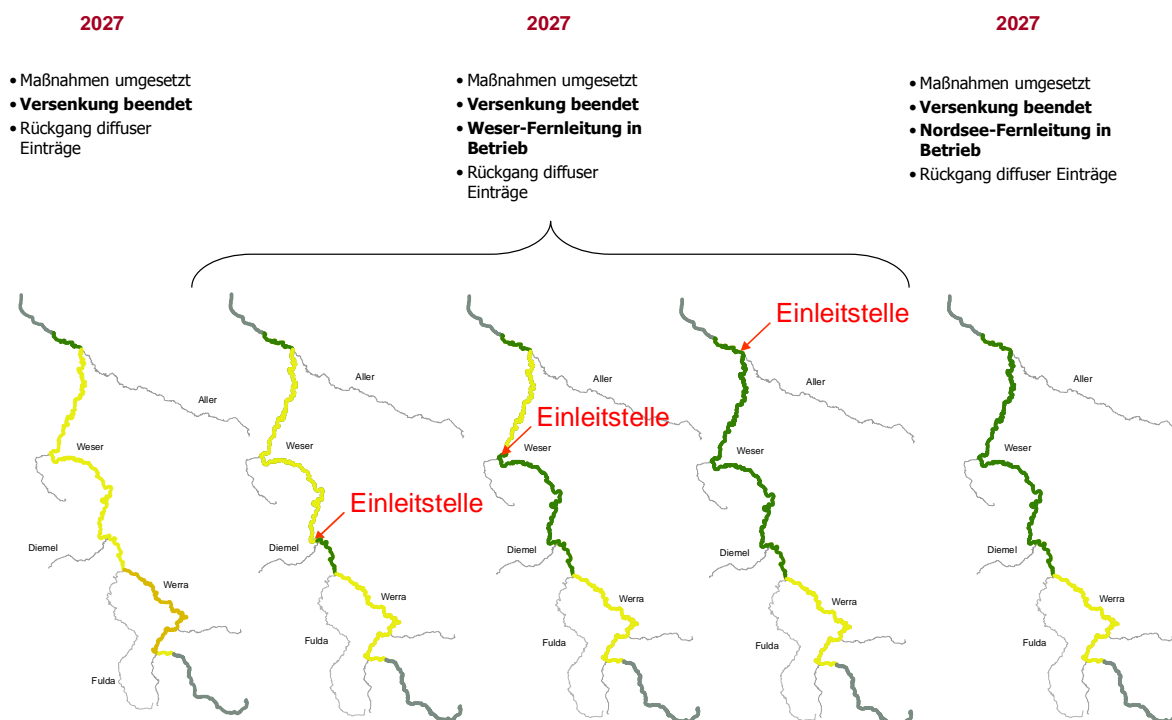 2027
• Maßnahmen umgesetzt
• Versenkung beendet
• Rückgang diffuser
Einträge
2027
• Maßnahmen umgesetzt
• Versenkung beendet
• Weser-Fernleitung in
Betrieb
• Rückgang diffuser
Einträge
2027
• Maßnahmen umgesetzt
• Versenkung beendet
• Nordsee-Fernleitung in
Betrieb
• Rückgang diffuser Einträge
Aller
Weser
Diemel
Werra
Fulda
Aller
Weser
Einleitstelle
Diemel
Werra
Fulda
Aller
Einleitstelle
Weser
Diemel
Werra
Fulda
Einleitstelle
Aller
Weser
Diemel
Werra
Fulda
Aller
Weser
Diemel
Werra
Fulda